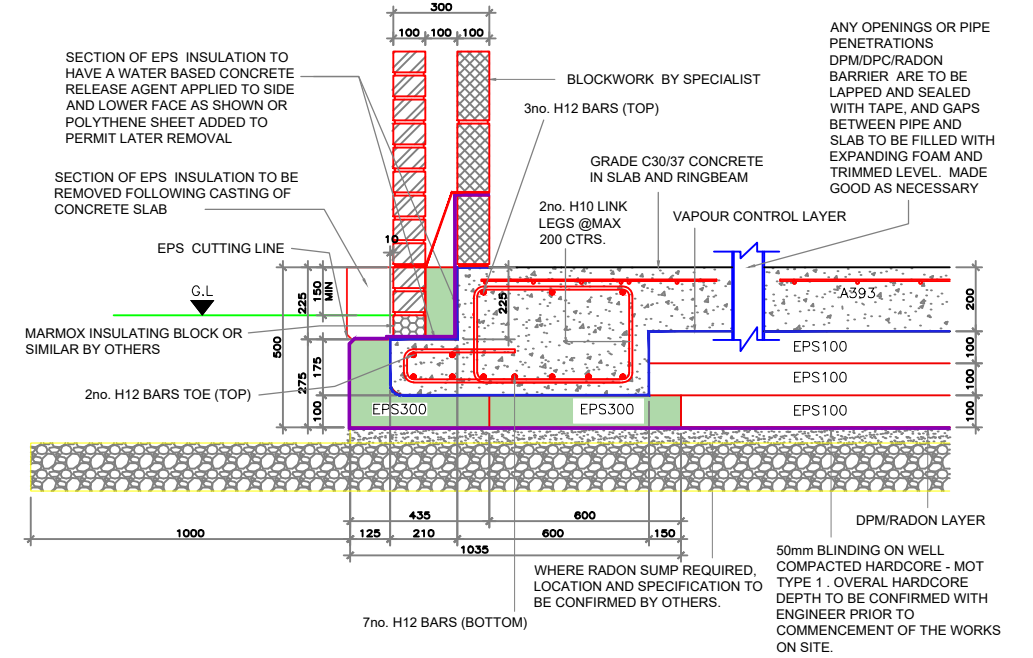 300
100
100
100
SECTION OF EPS INSULATION TO
HAVE A WATER BASED CONCRETE
RELEASE AGENT APPLIED TO SIDE
AND LOWER FACE AS SHOWN OR
POLYTHENE SHEET ADDED TO
PERMIT LATER REMOVAL
BLOCKWORK BY SPECIALIST
3no. H12 BARS (TOP)
ANY OPENINGS OR PIPE
PENETRATIONS
DPM/DPC/RADON
BARRIER ARE TO BE
LAPPED AND SEALED
WITH TAPE, AND GAPS
BETWEEN PIPE AND
SLAB TO BE FILLED WITH
EXPANDING FOAM AND
TRIMMED LEVEL. MADE
GOOD AS NECESSARY
GRADE C30/37 CONCRETE
IN SLAB AND RINGBEAM
SECTION OF EPS INSULATION TO BE
REMOVED FOLLOWING CASTING OF
CONCRETE SLAB
2no. H10 LINK
LEGS @MAX
200 CTRS.
VAPOUR CONTROL LAYER
EPS CUTTING LINE
10
G.L
225
150
MIN
225
A393
200
MARMOX INSULATING BLOCK OR
SIMILAR BY OTHERS
500
275
175
100
EPS100
100
EPS100
100
2no. H12 BARS TOE (TOP)
EPS300
EPS300
EPS100
100
435
600
1000
125
210
600
150
1035
DPM/RADON LAYER
WHERE RADON SUMP REQUIRED,
LOCATION AND SPECIFICATION TO
BE CONFIRMED BY OTHERS.
50mm BLINDING ON WELL
COMPACTED HARDCORE - MOT
TYPE 1 . OVERAL HARDCORE
DEPTH TO BE CONFIRMED WITH
ENGINEER PRIOR TO
COMMENCEMENT OF THE WORKS
ON SITE.
7no. H12 BARS (BOTTOM)